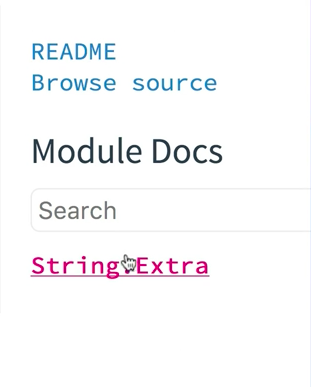 README
Browse source
Module Docs
Search
String.Extra